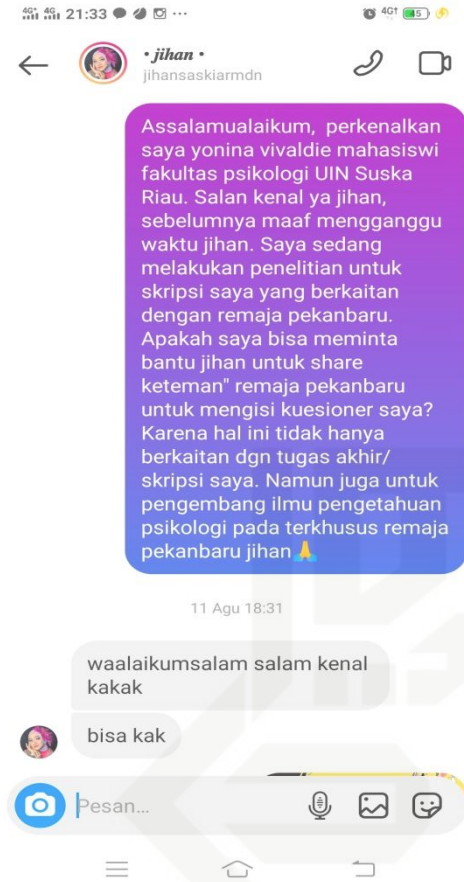 4G+ 4G 21:33 ...
4G↑ 45
• jihan •
jihansaskiarmdn
Assalamualaikum, perkenalkan
saya yonina vivaldie mahasiswi
fakultas psikologi UIN Suska
Riau. Salan kenal ya jihan,
sebelumnya maaf mengganggu
waktu jihan. Saya sedang
melakukan penelitian untuk
skripsi saya yang berkaitan
dengan remaja pekanbaru.
Apakah saya bisa meminta
bantu jihan untuk share
keteman" remaja pekanbaru
untuk mengisi kuesioner saya?
Karena hal ini tidak hanya
berkaitan dgn tugas akhir/
skripsi saya. Namun juga untuk
pengembang ilmu pengetahuan
psikologi pada terkhusus remaja
pekanbaru jihan🙏
11 Agu 18:31
waalaikumsalam salam kenal
kakak
bisa kak
Pesan...